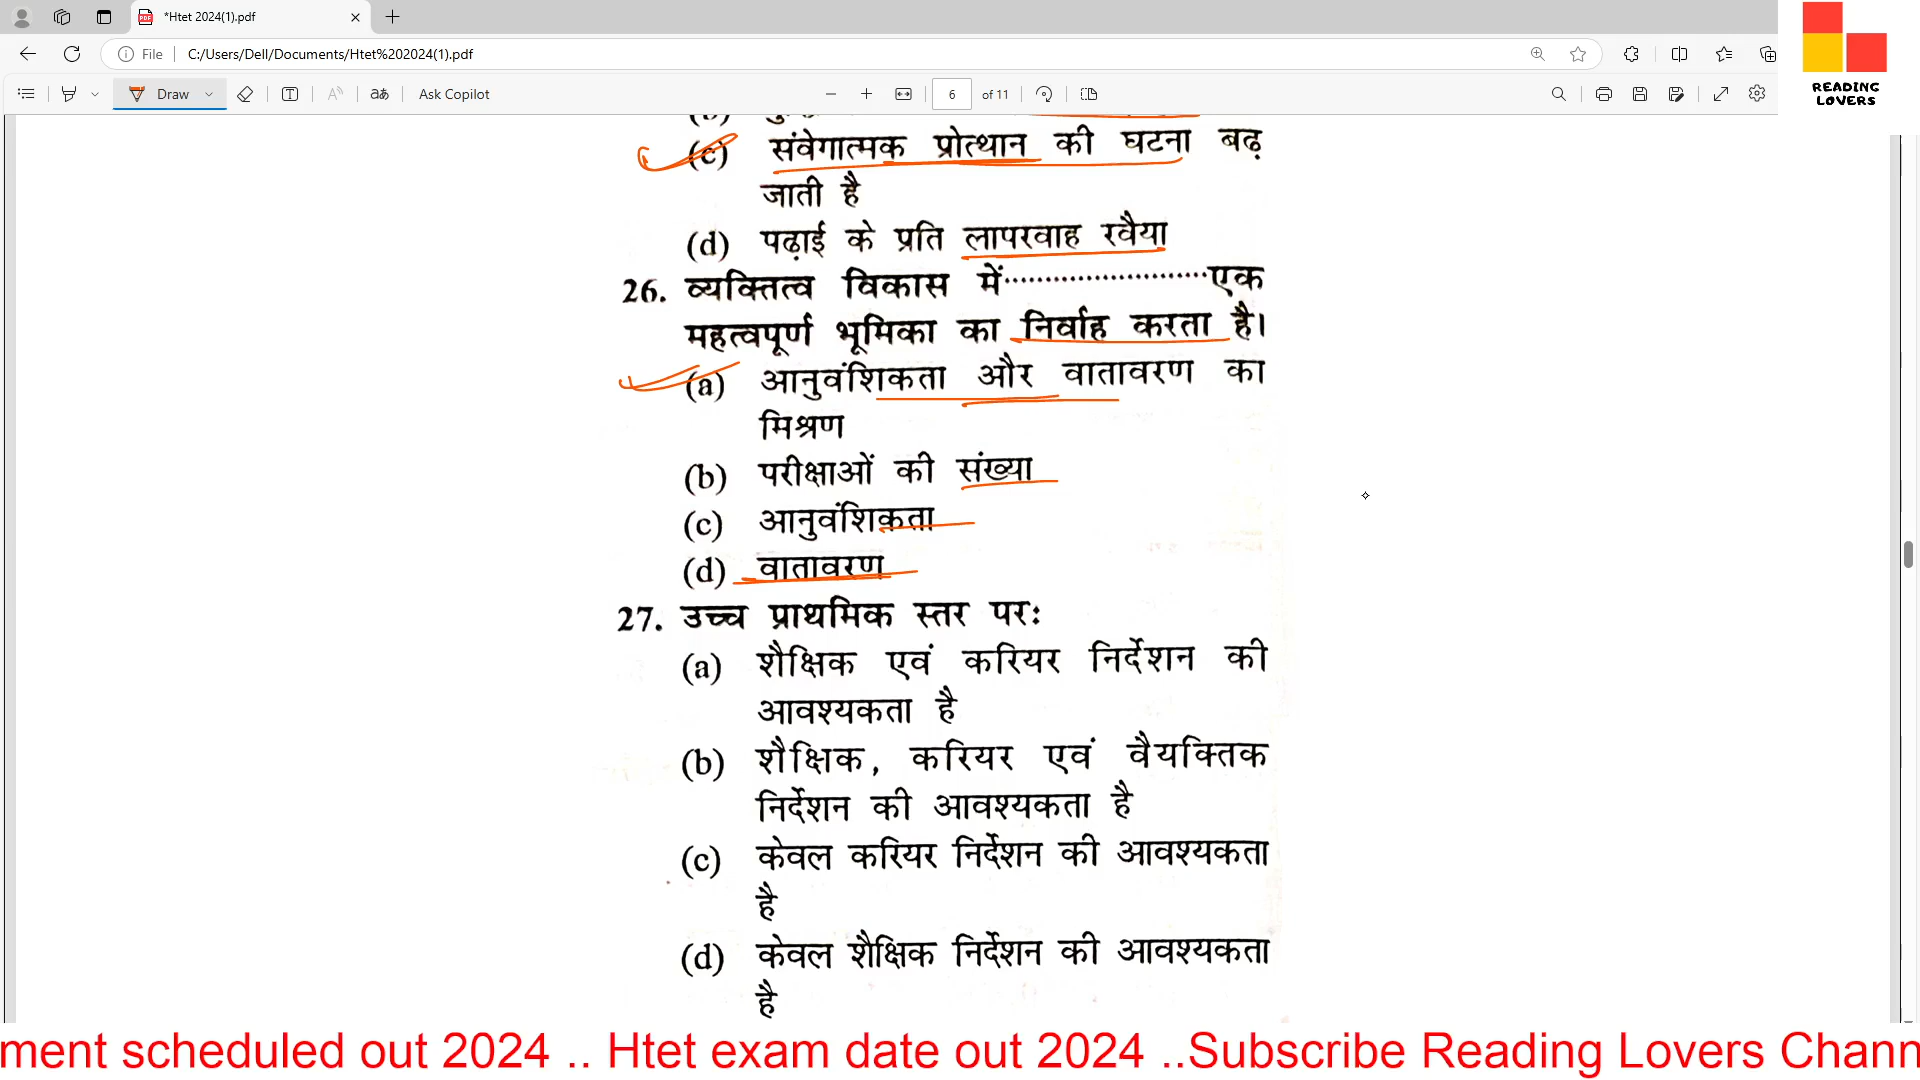 *Htet 2024(1).pdf
File C:/Users/Dell/Documents/Htet%202024(1).pdf
Draw
aあ
Ask Copilot
6 of 11
READING
LOVERS
(c) संवेगात्मक प्रोत्थान की घटना बढ़
जाती है
(d) पढ़ाई के प्रति लापरवाह रवैया
26. व्यक्तित्व विकास में........................एक
महत्वपूर्ण भूमिका का निर्वाह करता है।
(a) आनुवंशिकता और वातावरण का
मिश्रण
(b) परीक्षाओं की संख्या
(c) आनुवंशिकता
(d) वातावरण
27. उच्च प्राथमिक स्तर परः
(a) शैक्षिक एवं करियर निर्देशन की
आवश्यकता है
(b) शैक्षिक, करियर एवं वैयक्तिक
निर्देशन की आवश्यकता है
(c) केवल करियर निर्देशन की आवश्यकता
है
(d) केवल शैक्षिक निर्देशन की आवश्यकता
है
ment scheduled out 2024 .. Htet exam date out 2024 ..Subscribe Reading Lovers Chann